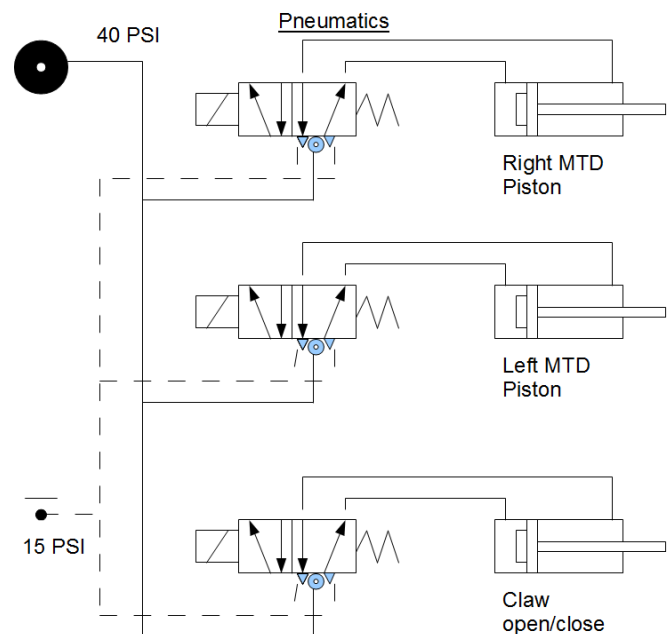 Pneumatics
40 PSI
Right MTD
Piston
Left MTD
Piston
15 PSI
Claw
open/close